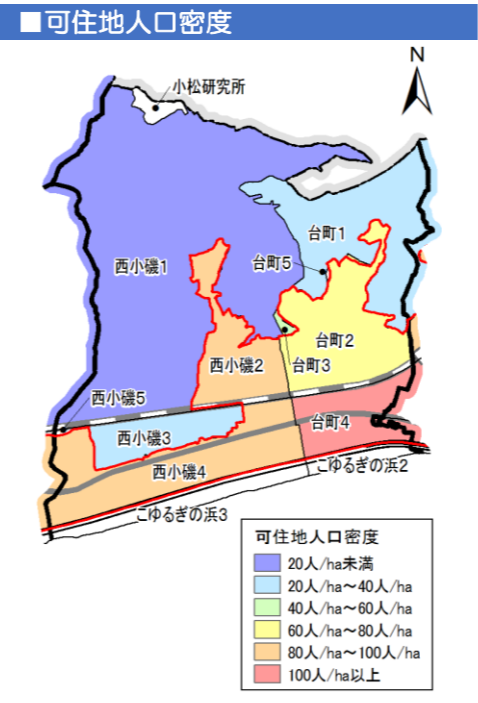 ■可住地人口密度
N
小松研究所
台町1
台町5
西小磯1
台町2
西小磯2
台町3
西小磯5
台町4
西小磯3
西小磯4
こゆるぎの浜2
こゆるぎの浜3
可住地人口密度
20人/ha未満
20人/ha～40人/ha
40人/ha～60人/ha
60人/ha～80人/ha
80人/ha～100人/ha
100人/ha以上